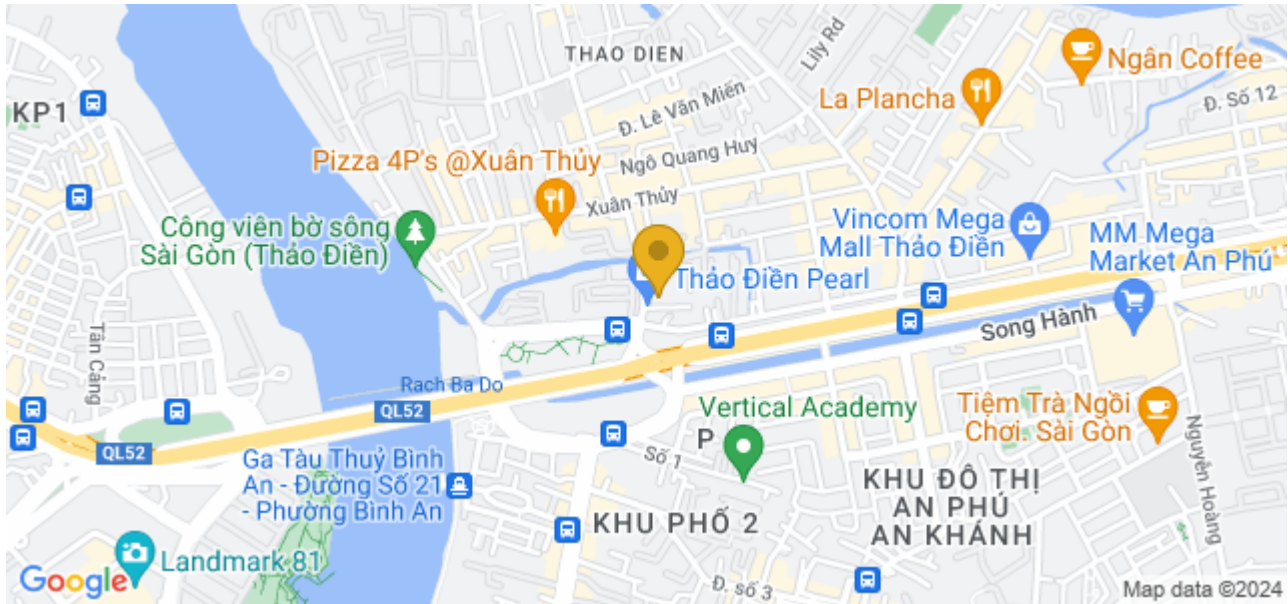 THAO DIEN
Lily Rd
Ngân Coffee
KP1
La Plancha
Đ. Số 12
Đ. Lê Văn Miến
Ngô Quang Huy
Pizza 4P's @Xuân Thủy
Xuân Thủy
Công viên bờ sông
Sài Gòn (Thảo Điền)
Vincom Mega
Mall Thảo Điền
MM Mega
Market An Phú
Thảo Điền Pearl
Song Hành
Tân Cảng
Rach Ba Do
QL52
QL52
Vertical Academy
P
Tiệm Trà Ngồi
Chơi. Sài Gòn
Số 1
Nguyễn Hoàng
Ga Tàu Thuỷ Bình
An - Đường Số 21
- Phường Bình An
KHU ĐÔ THỊ
AN PHÚ
AN KHÁNH
KHU PHỐ 2
Landmark 81
Đ. số 3
Google
Map data ©2024